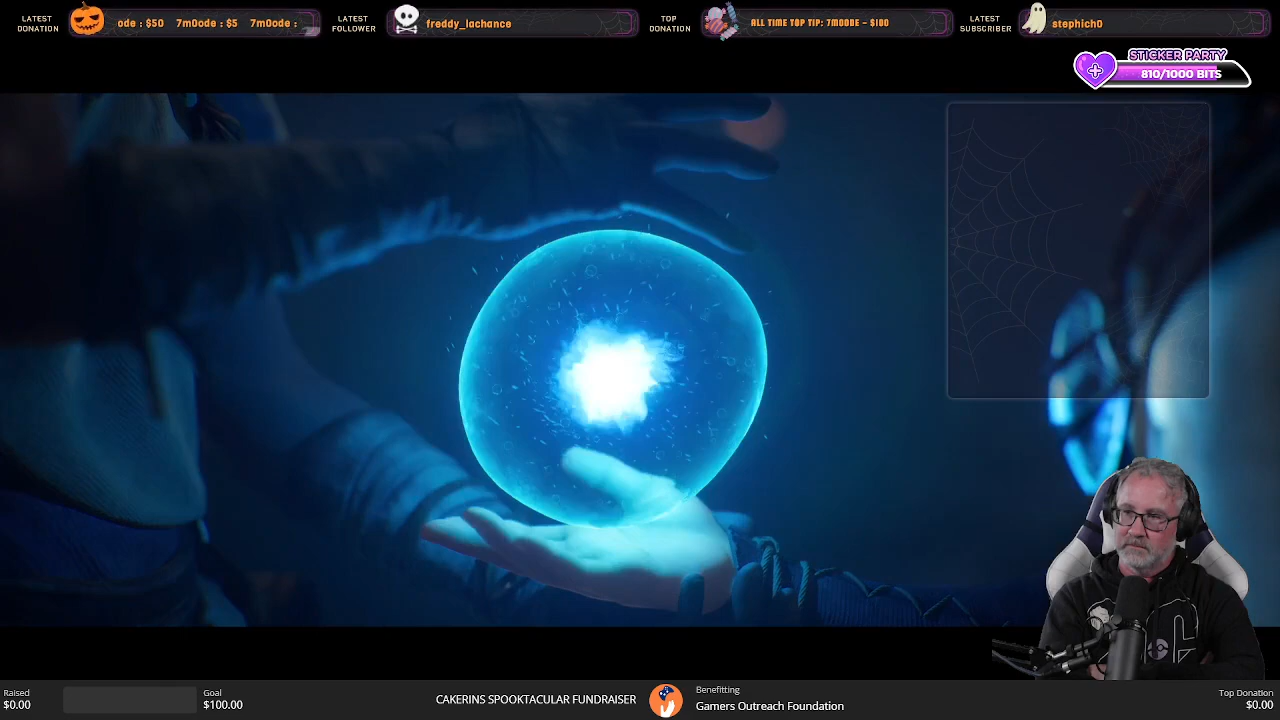 LATEST
DONATION
ode : $50 7m0ode : $5 7m0ode :
LATEST
FOLLOWER
freddy_lachance
TOP
DONATION
ALL TIME TOP TIP: 7M0ODE - $100
LATEST
SUBSCRIBER
stephich0
STICKER PARTY
810/1000 BITS
Raised
$0.00
Goal
$100.00
CAKERINS SPOOKTACULAR FUNDRAISER
Benefitting
Gamers Outreach Foundation
Top Donation
$0.00